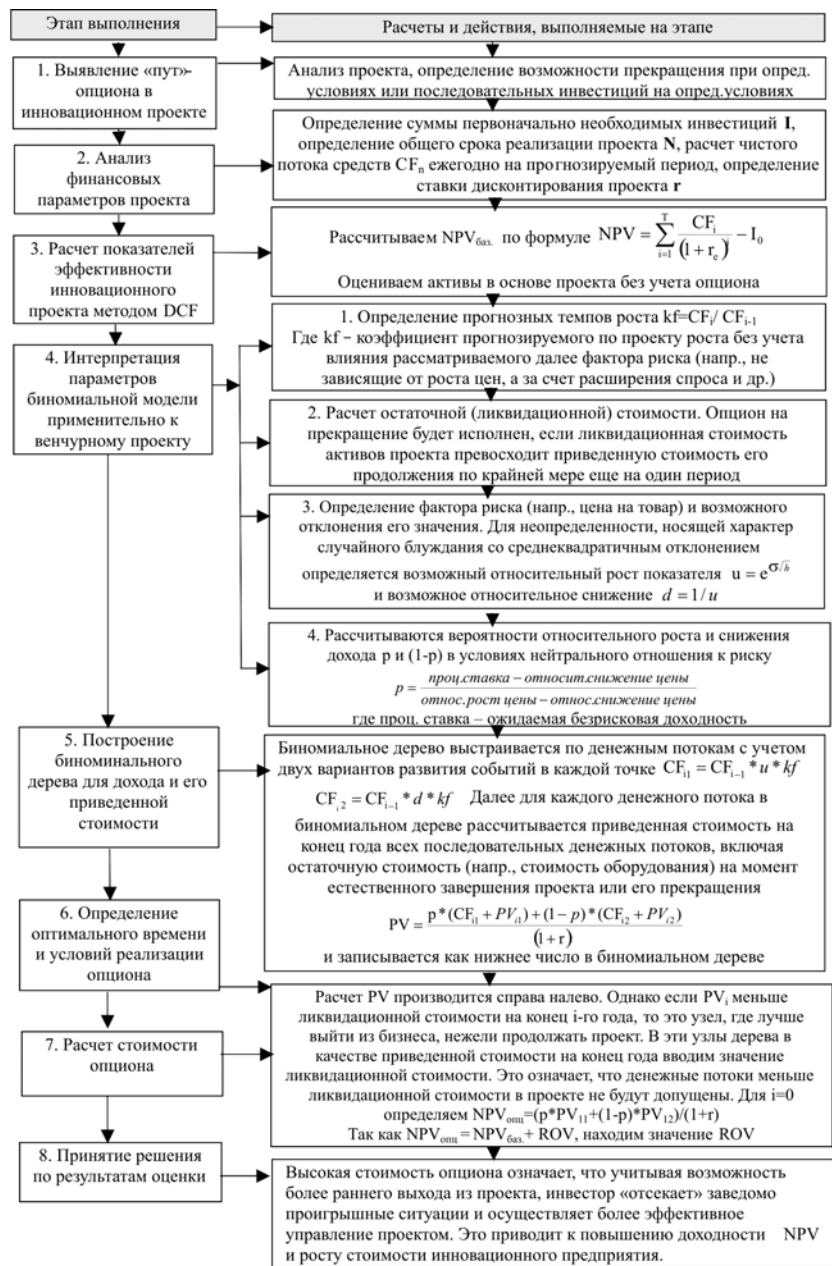 Этап выполнения
Расчеты и действия, выполняемые на этапе
1. Выявление «пут»-
опциона в
инновационном проекте
Анализ проекта, определение возможности прекращения при опред.
условиях или последовательных инвестиций на опред.условиях
2. Анализ
финансовых
параметров проекта
Определение суммы первоначально необходимых инвестиций I,
определение общего срока реализации проекта N, расчет чистого
потока средств CFn ежегодно на прогнозируемый период, определение
ставки дисконтирования проекта r
3. Расчет показателей
эффективности
инновационного
проекта методом DCF
Рассчитываем NPVбаз. по формуле NPV = ∑_{i=1}^{T} CF_i / (1 + r_e)^i − I_0
Оцениваем активы в основе проекта без учета опциона
4. Интерпретация
параметров
биномиальной модели
применительно к
венчурному проекту
1. Определение прогнозных темпов роста kf=CFi/ CFi-1
Где kf – коэффициент прогнозируемого по проекту роста без учета
влияния рассматриваемого далее фактора риска (напр., не
зависящие от роста цен, а за счет расширения спроса и др.)
2. Расчет остаточной (ликвидационной) стоимости. Опцион на
прекращение будет исполнен, если ликвидационная стоимость
активов проекта превосходит приведенную стоимость его
продолжения по крайней мере еще на один период
3. Определение фактора риска (напр., цена на товар) и возможного
отклонения его значения. Для неопределенности, носящей характер
случайного блуждания со среднеквадратичным отклонением
определяется возможный относительный рост показателя u = e^{σ√h}
и возможное относительное снижение d = 1/u
4. Рассчитываются вероятности относительного роста и снижения
дохода p и (1-p) в условиях нейтрального отношения к риску
p = проц.ставка − относит.снижение цены
относ.рост цены − относ.снижение цены
где проц. ставка – ожидаемая безрисковая доходность
5. Построение
биноминального
дерева для дохода и его
приведенной
стоимости
Биномиальное дерево выстраивается по денежным потокам с учетом
двух вариантов развития событий в каждой точке CFi1 = CFi−1 * u * kf
CFi2 = CFi−1 * d * kf Далее для каждого денежного потока в
биномиальном дереве рассчитывается приведенная стоимость на
конец года всех последовательных денежных потоков, включая
остаточную стоимость (напр., стоимость оборудования) на момент
естественного завершения проекта или его прекращения
PV = p*(CFi1 + PVi1) + (1 − p)*(CFi2 + PVi2)
(1 + r)
и записывается как нижнее число в биномиальном дереве
6. Определение
оптимального времени
и условий реализации
опциона
7. Расчет стоимости
опциона
Расчет PV производится справа налево. Однако если PVi меньше
ликвидационной стоимости на конец i-го года, то это узел, где лучше
выйти из бизнеса, нежели продолжать проект. В эти узлы дерева в
качестве приведенной стоимости на конец года вводим значение
ликвидационной стоимости. Это означает, что денежные потоки меньше
ликвидационной стоимости в проекте не будут допущены. Для i=0
определяем NPVопц=(p*PV11+(1-p)*PV12)/(1+r)
Так как NPVопц = NPVбаз.+ ROV, находим значение ROV
8. Принятие решения
по результатам оценки
Высокая стоимость опциона означает, что учитывая возможность
более раннего выхода из проекта, инвестор «отсекает» заведомо
проигрышные ситуации и осуществляет более эффективное
управление проектом. Это приводит к повышению доходности NPV
и росту стоимости инновационного предприятия.